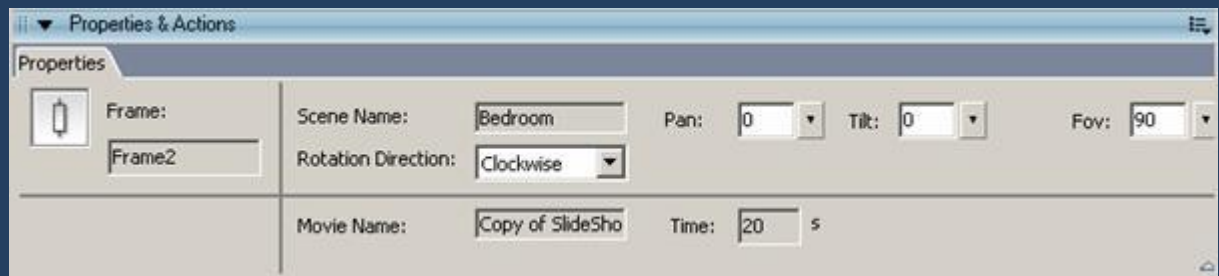 Properties & Actions
Properties
Frame: Scene Name: Bedroom Pan: 0 Tilt: 0 Fov: 90
Frame2 Rotation Direction: Clockwise
Movie Name: Copy of SlideSho Time: 20 s